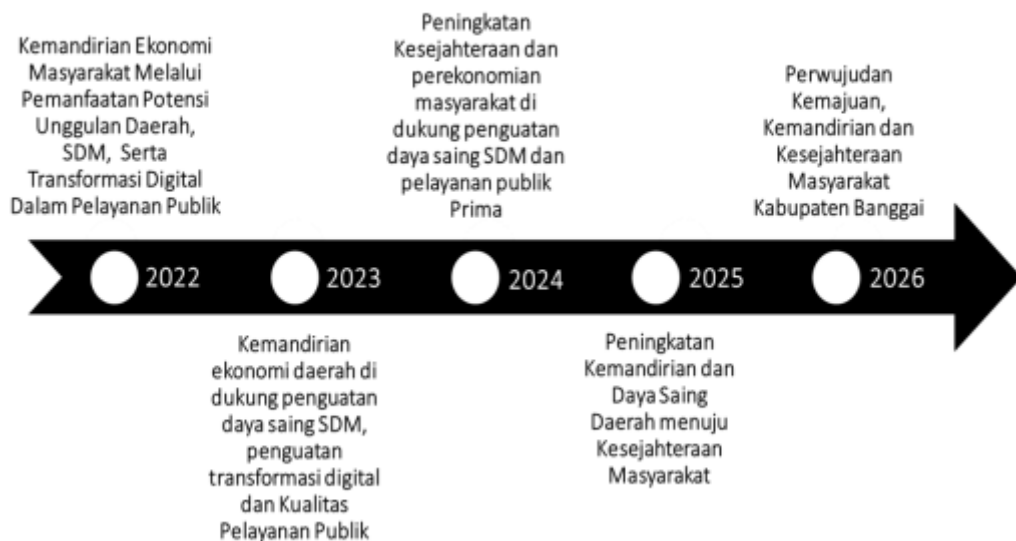 Kemandirian Ekonomi
Masyarakat Melalui
Pemanfaatan Potensi
Unggulan Daerah,
SDM, Serta
Transformasi Digital
Dalam Pelayanan Publik
Peningkatan
Kesejahteraan dan
perekonomian
masyarakat di
dukung penguatan
daya saing SDM dan
pelayanan publik
Prima
Perwujudan
Kemajuan,
Kemandirian dan
Kesejahteraan
Masyarakat
Kabupaten Banggai
2022
2023
2024
2025
2026
Kemandirian
ekonomi daerah di
dukung penguatan
daya saing SDM,
penguatan
transformasi digital
dan Kualitas
Pelayanan Publik
Peningkatan
Kemandirian dan
Daya Saing
Daerah menuju
Kesejahteraan
Masyarakat